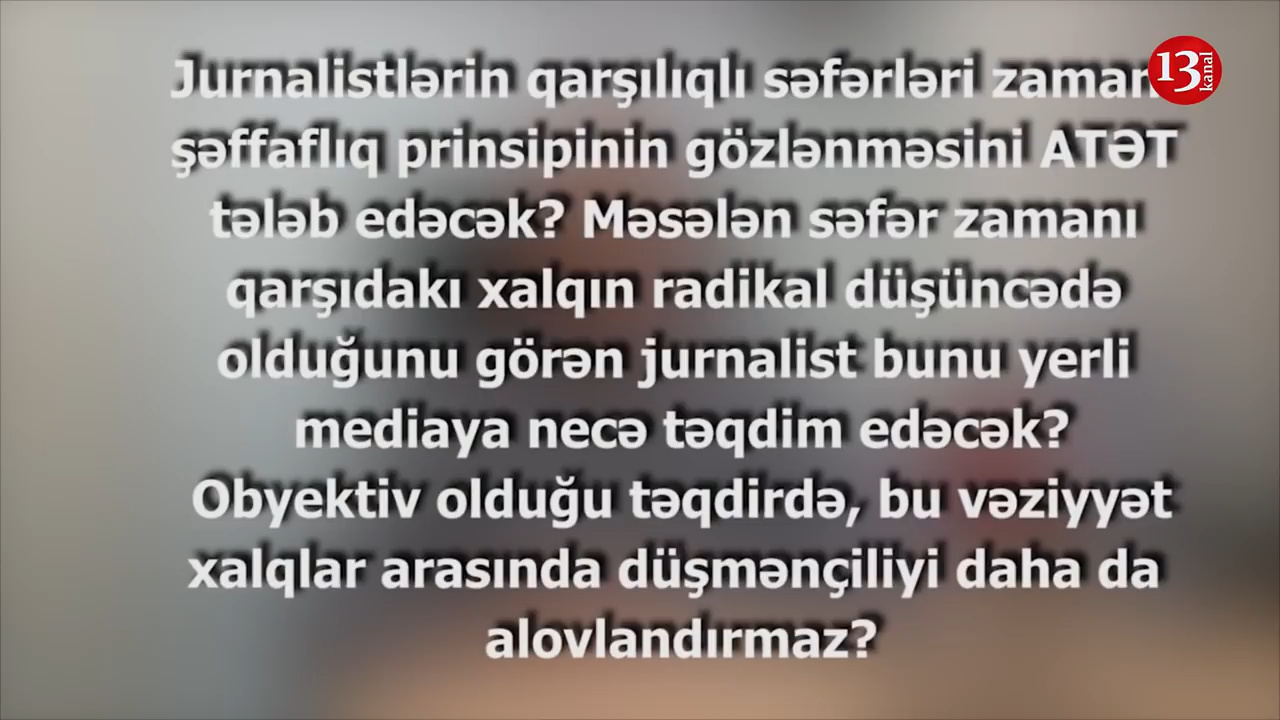 Jurnalistlərin qarşılıqlı səfərləri zaman
şəffaflıq prinsipinin gözlənməsini ATƏT
tələb edəcək? Məsələn səfər zamanı
qarşıdakı xalqın radikal düşüncədə
olduğunu görən jurnalist bunu yerli
mediaya necə təqdim edəcək?
Obyektiv olduğu təqdirdə, bu vəziyyət
xalqlar arasında düşmənçiliyi daha da
alovlandırmaz?
13 kanal